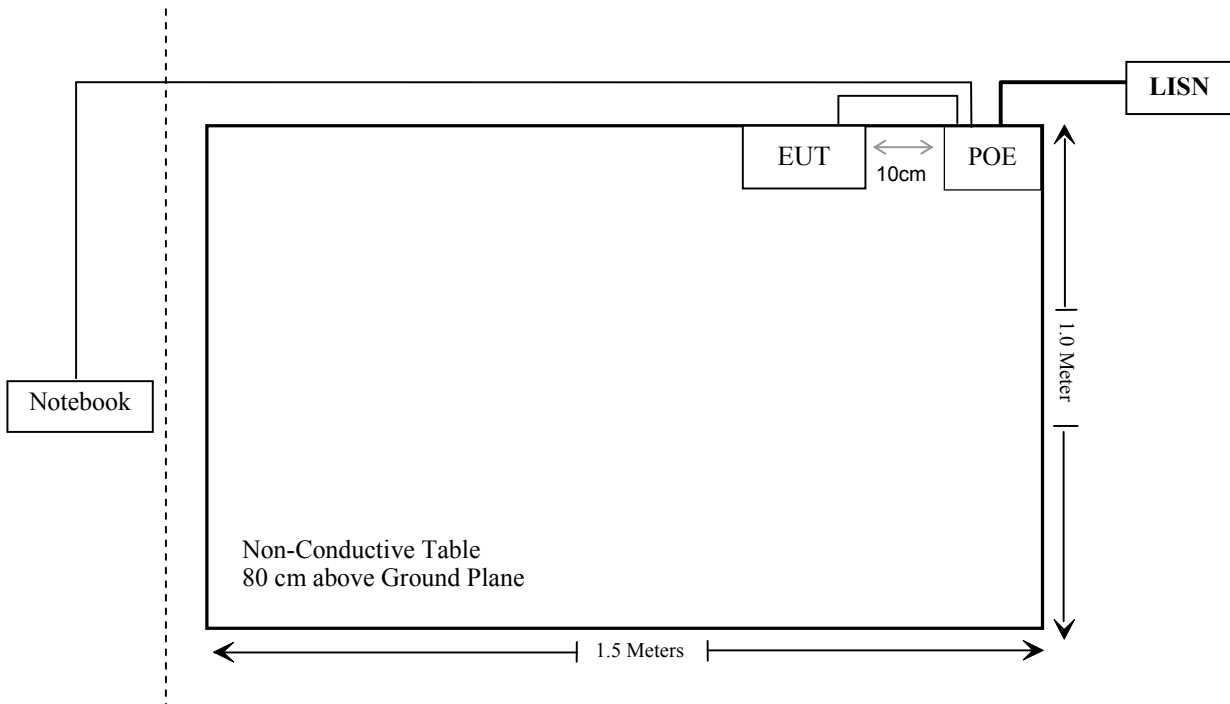 LISN
EUT
POE
10cm
1.0 Meter
Notebook
Non-Conductive Table
80 cm above Ground Plane
1.5 Meters